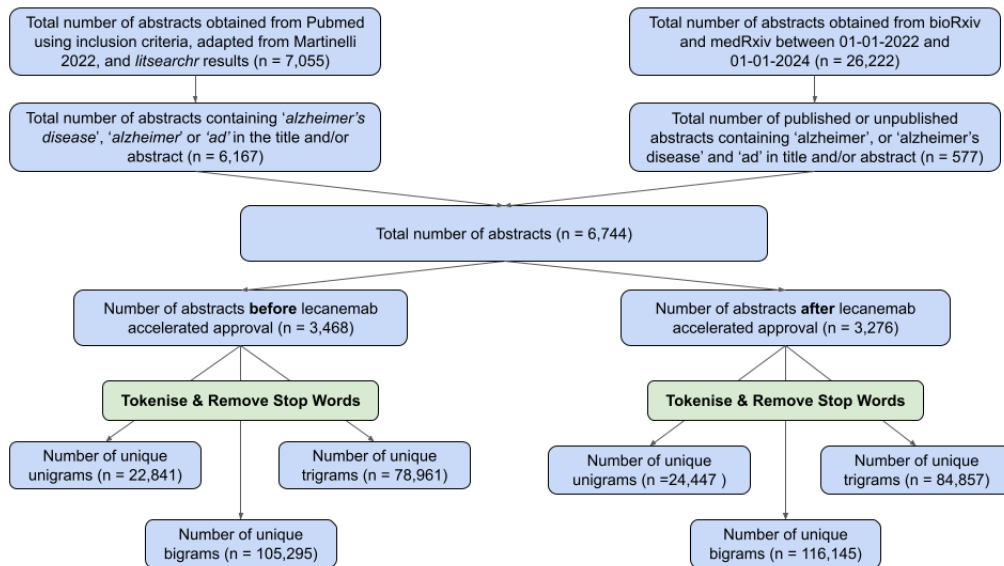 Total number of abstracts obtained from Pubmed
using inclusion criteria, adapted from Martinelli
2022, and litsearchr results (n = 7,055)
Total number of abstracts obtained from bioRxiv
and medRxiv between 01-01-2022 and
01-01-2024 (n = 26,222)
Total number of abstracts containing ‘alzheimer’s
disease’, ‘alzheimer’ or ‘ad’ in the title and/or
abstract (n = 6,167)
Total number of published or unpublished
abstracts containing ‘alzheimer’, or ‘alzheimer’s
disease’ and ‘ad’ in title and/or abstract (n = 577)
Total number of abstracts (n = 6,744)
Number of abstracts before lecanemab
accelerated approval (n = 3,468)
Number of abstracts after lecanemab
accelerated approval (n = 3,276)
Tokenise & Remove Stop Words
Tokenise & Remove Stop Words
Number of unique
unigrams (n = 22,841)
Number of unique
trigrams (n = 78,961)
Number of unique
unigrams (n =24,447 )
Number of unique
trigrams (n = 84,857)
Number of unique
bigrams (n = 105,295)
Number of unique
bigrams (n = 116,145)